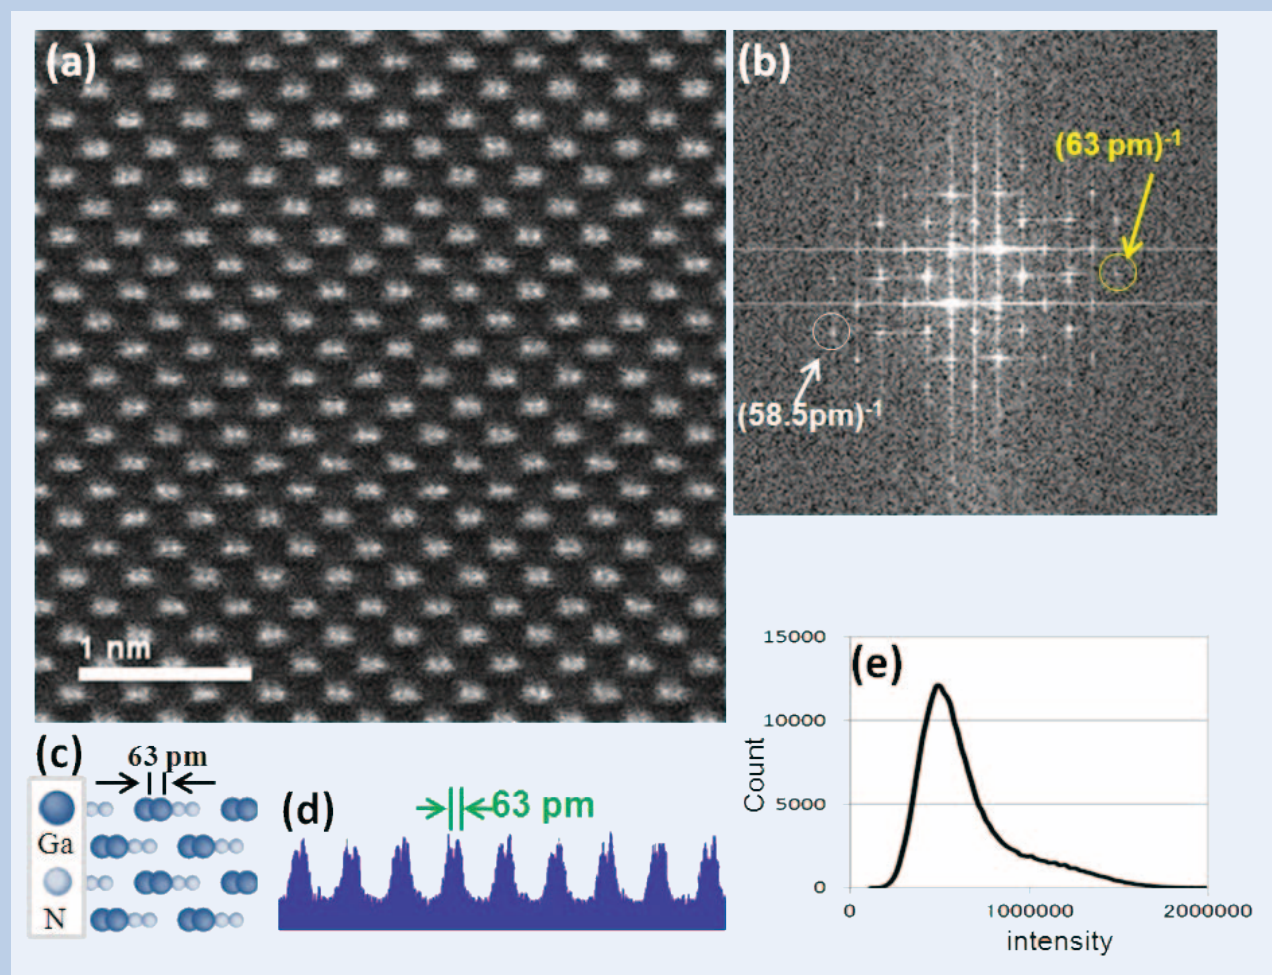 (a)
1 nm
(b)
(63 pm)-1
(58.5pm)-1
(c)
63 pm
Ga
N
(d)
63 pm
(e)
15000
10000
5000
0
Count
0
1000000
2000000
intensity